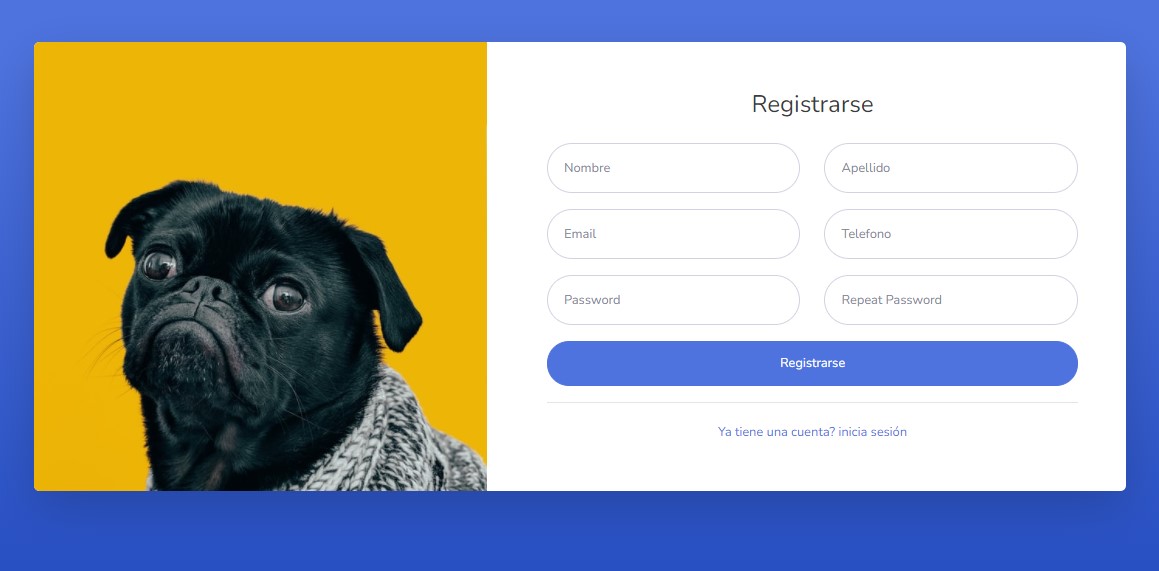 Registrarse
Nombre Apellido
Email Telefono
Password Repeat Password
Registrarse
Ya tiene una cuenta? inicia sesión